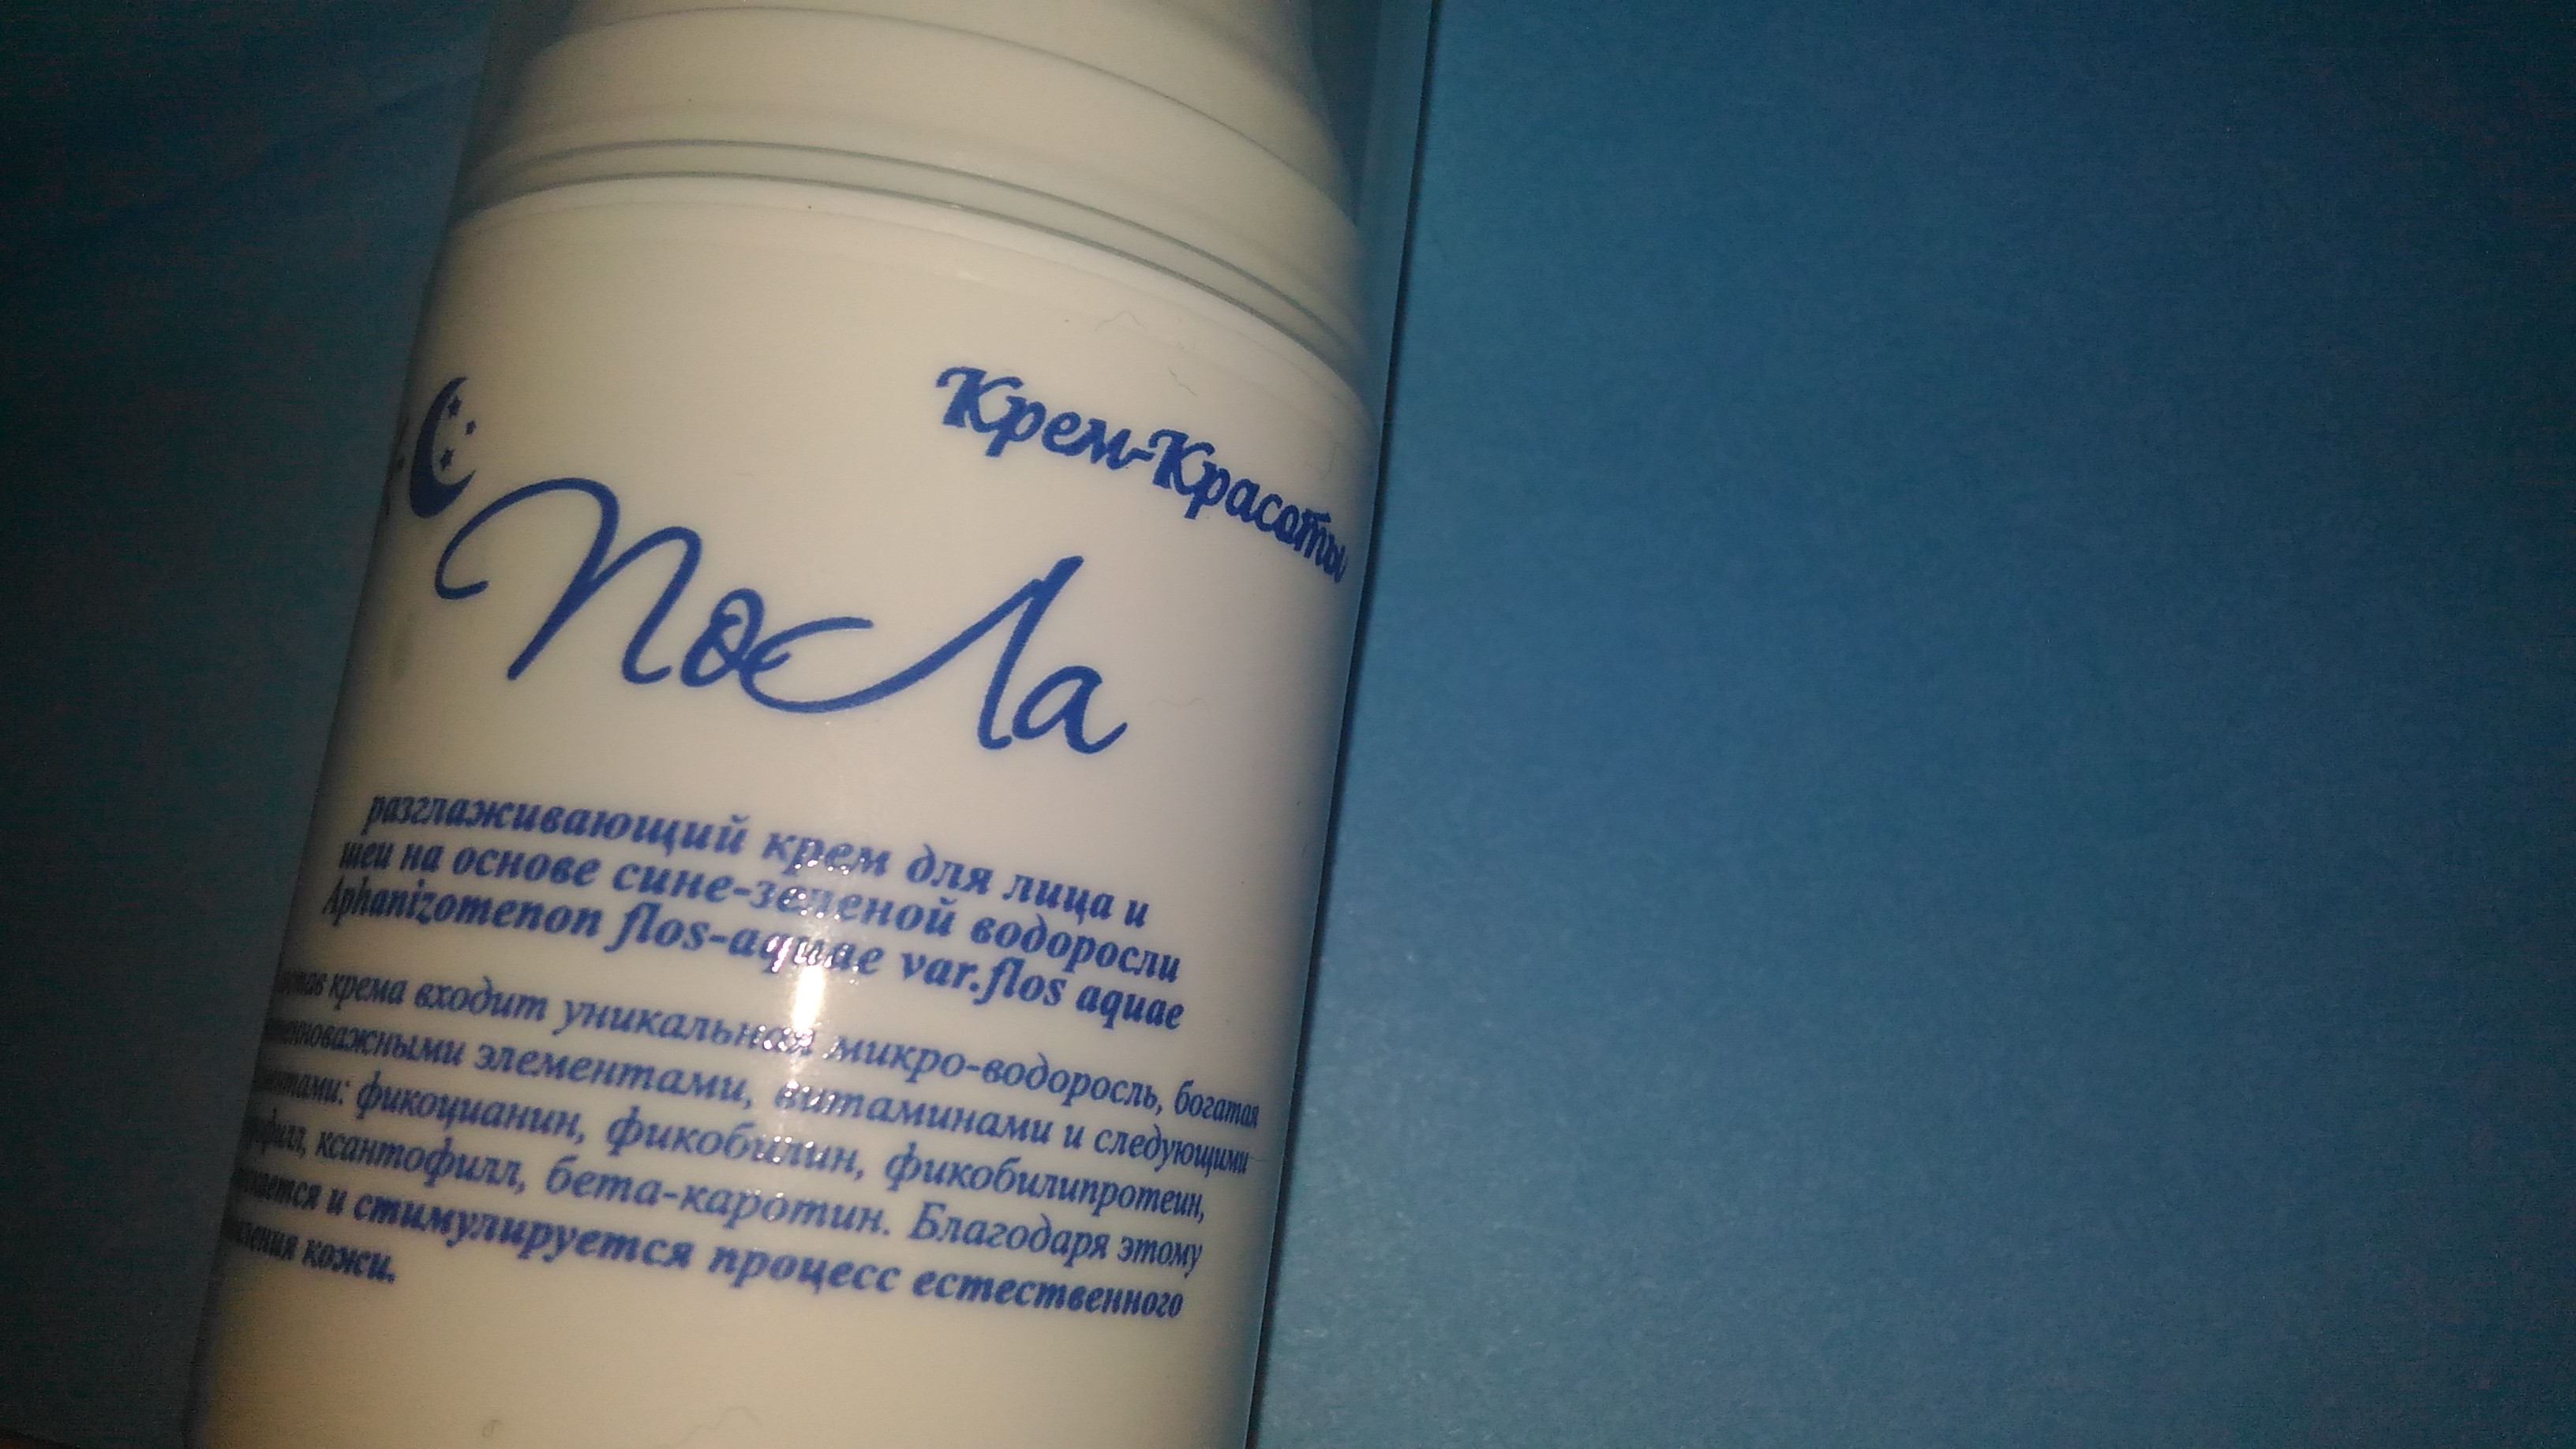 Крем-Красоты
ПоЛа
разглаживающий крем для лица и
шеи на основе сине-зеленой водоросли
Aphanizomenon flos-aquae var.flos aquae
крема входит уникальная микро-водоросль, богатая
элементами, витаминами и следующими
фикоцианин, фикобилин, фикобилипротеин,
ксантофилл, бета-каротин. Благодаря этому
и стимулируется процесс естественного
кожи.